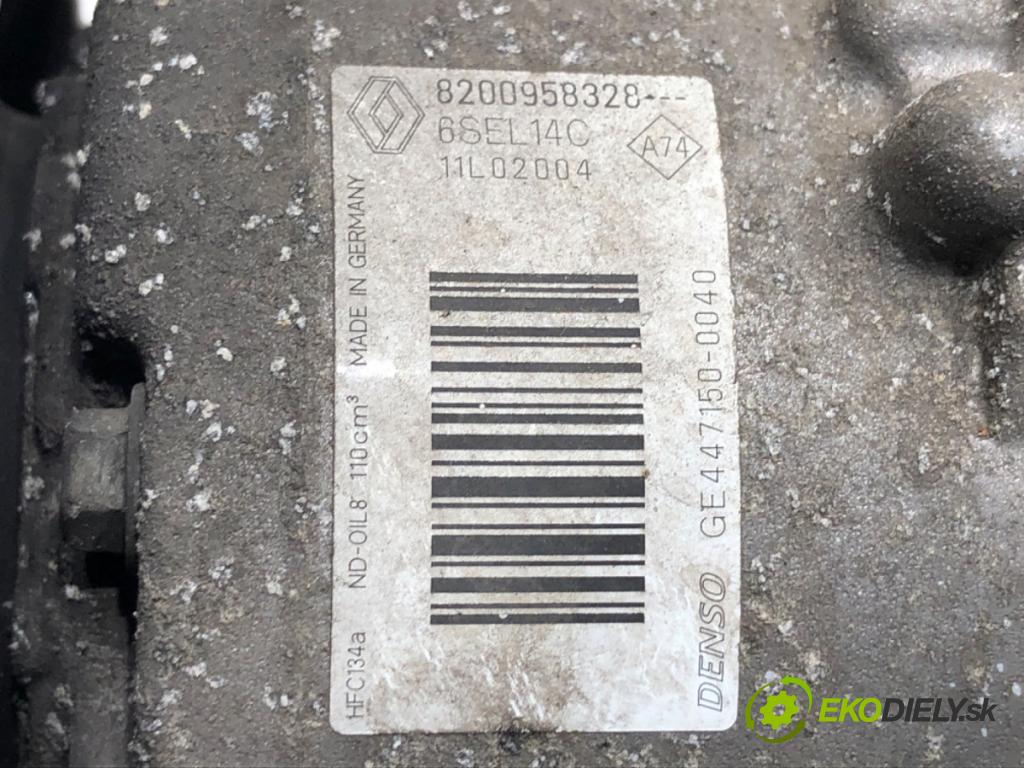 8200958328---
6SEL14C
A74
11L02004
HFC134a ND-OIL8 110cm³ MADE IN GERMANY
DENSO GE447150-0040
EKODIELY.sk